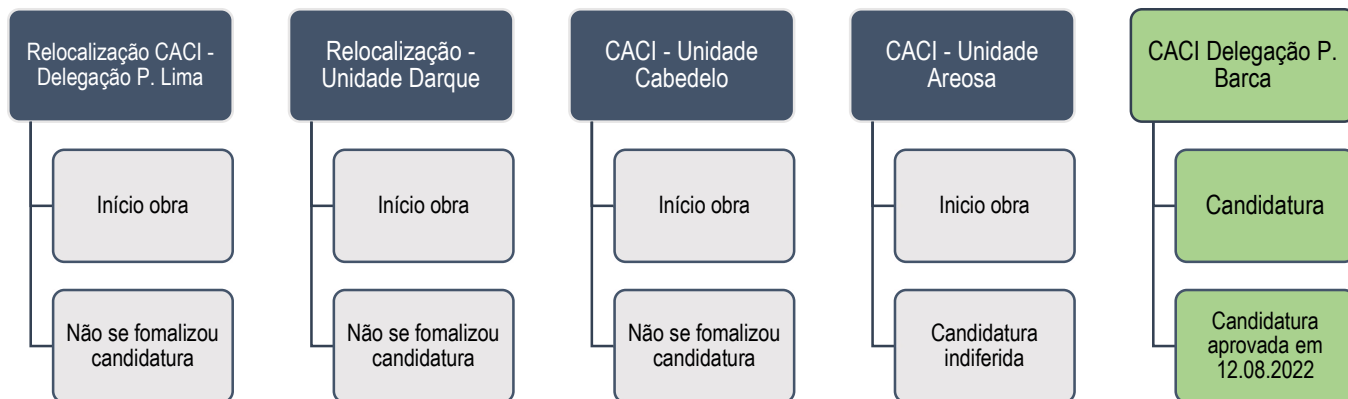 Relocalização CACI -
Delegação P. Lima
Início obra
Não se fomalizou
candidatura
Relocalização -
Unidade Darque
Início obra
Não se fomalizou
candidatura
CACI - Unidade
Cabedelo
Início obra
Não se fomalizou
candidatura
CACI - Unidade
Areosa
Inicio obra
Candidatura
indiferida
CACI Delegação P.
Barca
Candidatura
Candidatura
aprovada em
12.08.2022